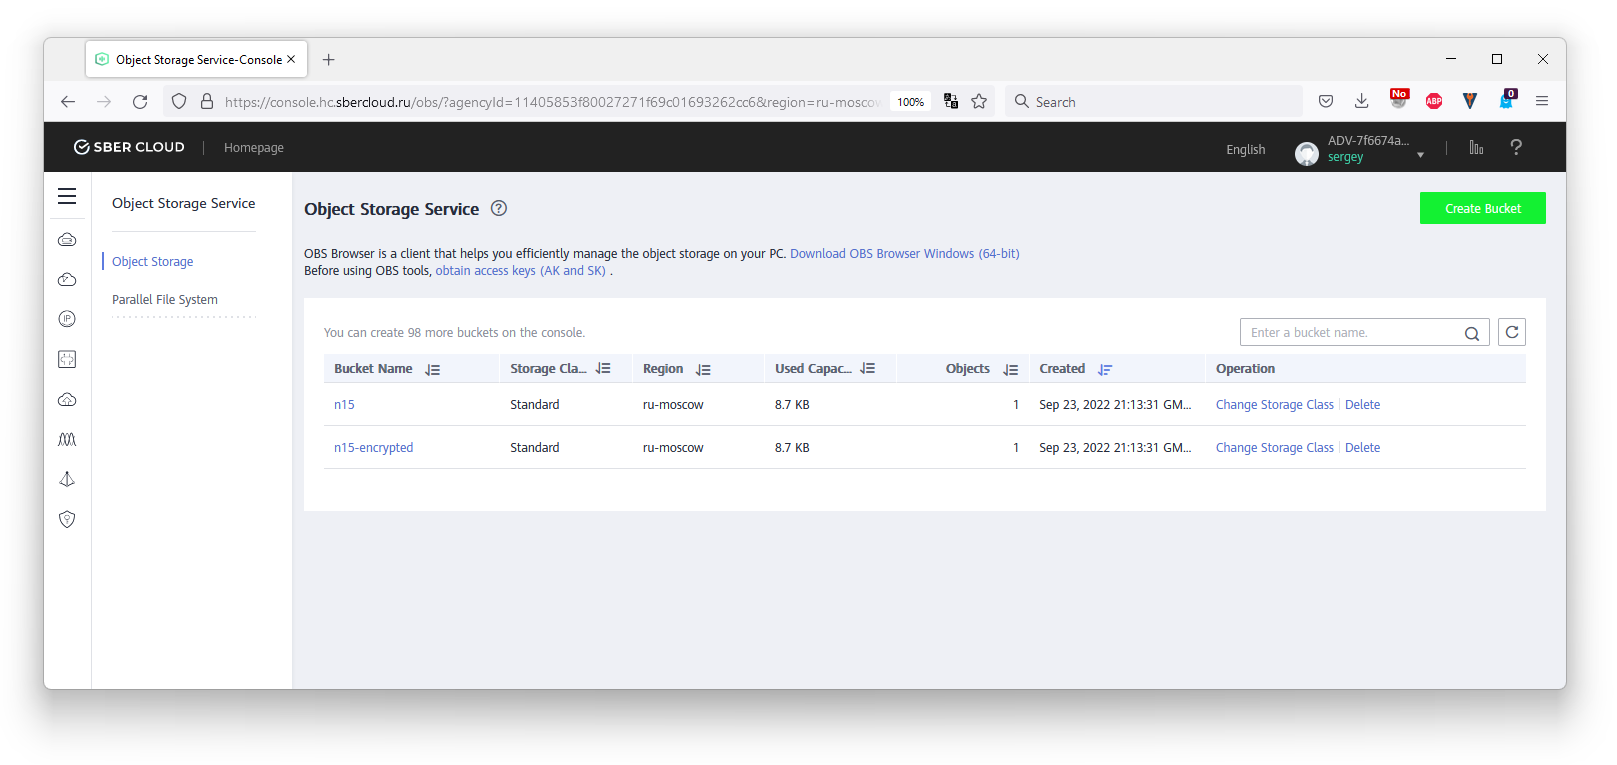 Object Storage Service-Console
https://console.hc.sbercloud.ru/obs/?agencyId=11405853f80027271f69c01693262cc6&region=ru-moscow
100%
Search
No
ABP
0
SBER CLOUD
Homepage
English
ADV-7f6674a...
sergey
?
Object Storage Service
Object Storage
Parallel File System
IP
Object Storage Service ?
Create Bucket
OBS Browser is a client that helps you efficiently manage the object storage on your PC. Download OBS Browser Windows (64-bit)
Before using OBS tools, obtain access keys (AK and SK) .
You can create 98 more buckets on the console.
Enter a bucket name.
Bucket Name Storage Cla... Region Used Capac... Objects Created Operation
n15 Standard ru-moscow 8.7 KB 1 Sep 23, 2022 21:13:31 GM... Change Storage Class Delete
n15-encrypted Standard ru-moscow 8.7 KB 1 Sep 23, 2022 21:13:31 GM... Change Storage Class Delete